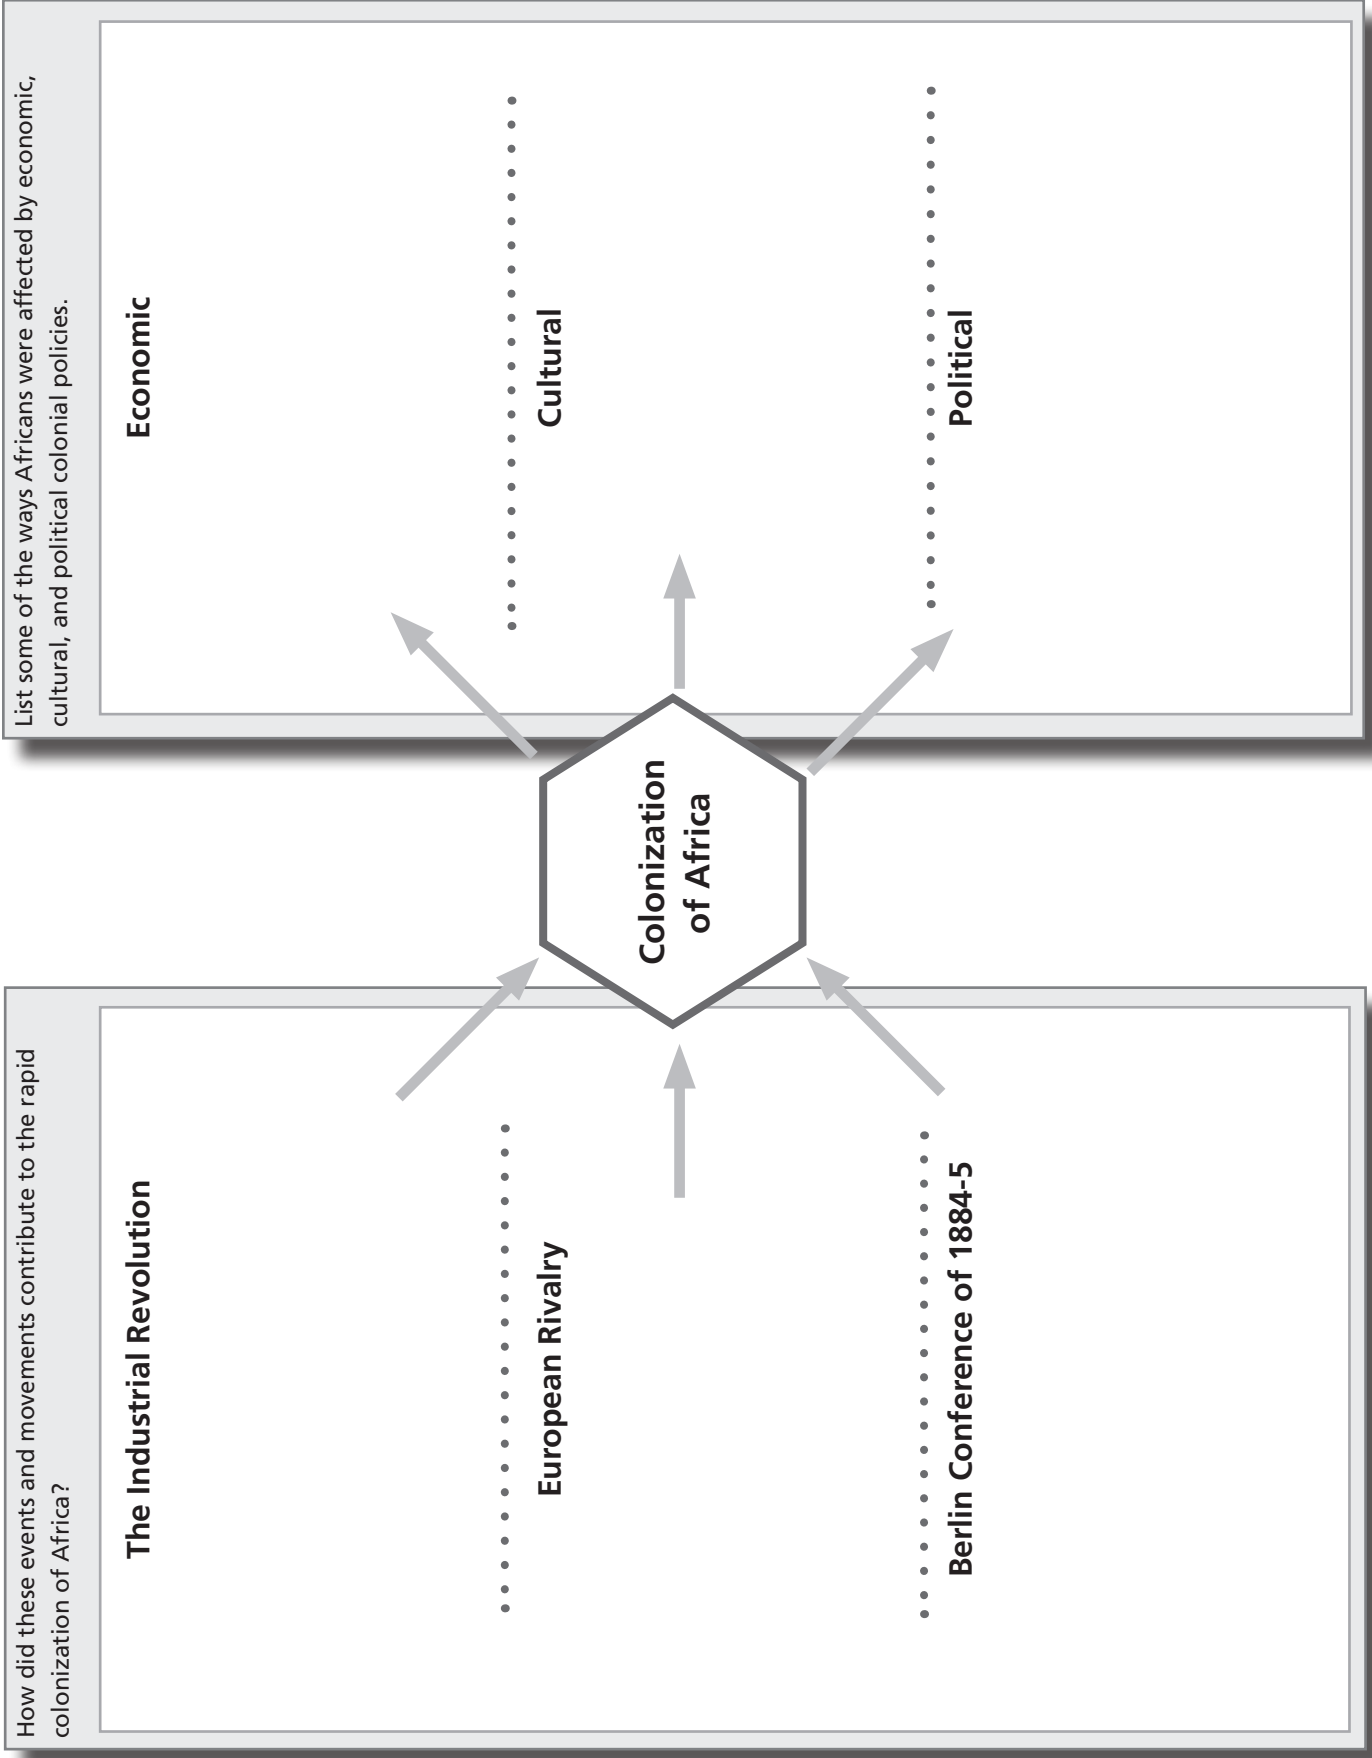 How did these events and movements contribute to the rapid
colonization of Africa?
The Industrial Revolution
European Rivalry
Berlin Conference of 1884-5
Colonization
of Africa
List some of the ways Africans were affected by economic,
cultural, and political colonial policies.
Economic
Cultural
Political